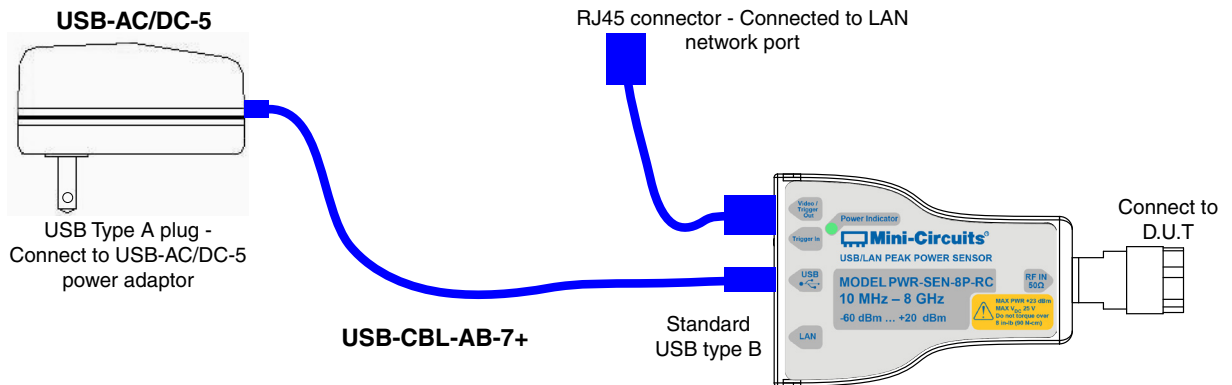 USB-AC/DC-5
RJ45 connector - Connected to LAN
network port
USB Type A plug -
Connect to USB-AC/DC-5
power adaptor
USB-CBL-AB-7+
Standard
USB type B
Video /
Trigger
Out
Power Indicator
Trigger In
Mini-Circuits®
USB/LAN PEAK POWER SENSOR
USB
MODEL PWR-SEN-8P-RC
10 MHz – 8 GHz
-60 dBm ... +20 dBm
RF IN
50Ω
MAX PWR +23 dBm
MAX VDC 25 V
Do not torque over
8 in-lb (90 N-cm)
LAN
Connect to
D.U.T